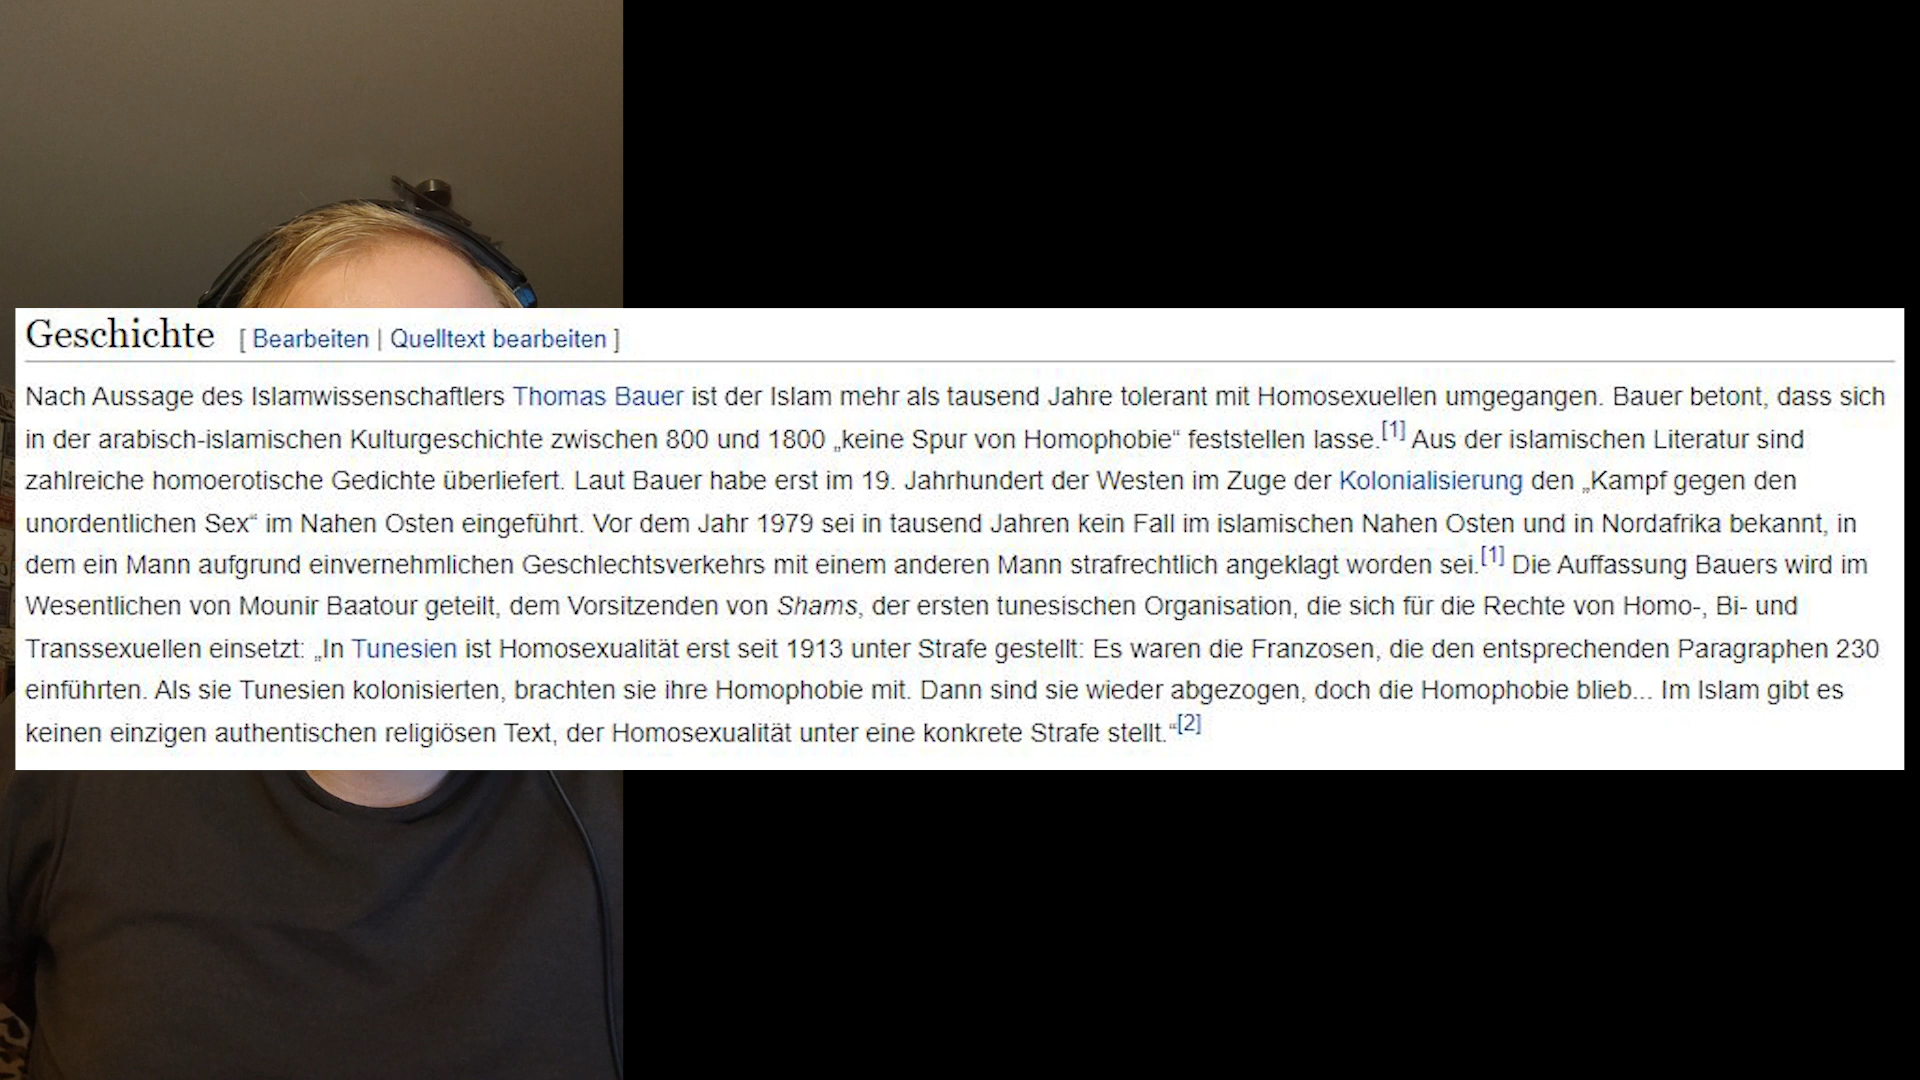 Geschichte [ Bearbeiten | Quelltext bearbeiten ]
Nach Aussage des Islamwissenschaftlers Thomas Bauer ist der Islam mehr als tausend Jahre tolerant mit Homosexuellen umgegangen. Bauer betont, dass sich
in der arabisch-islamischen Kulturgeschichte zwischen 800 und 1800 „keine Spur von Homophobie“ feststellen lasse.[1] Aus der islamischen Literatur sind
zahlreiche homoerotische Gedichte überliefert. Laut Bauer habe erst im 19. Jahrhundert der Westen im Zuge der Kolonialisierung den „Kampf gegen den
unordentlichen Sex“ im Nahen Osten eingeführt. Vor dem Jahr 1979 sei in tausend Jahren kein Fall im islamischen Nahen Osten und in Nordafrika bekannt, in
dem ein Mann aufgrund einvernehmlichen Geschlechtsverkehrs mit einem anderen Mann strafrechtlich angeklagt worden sei.[1] Die Auffassung Bauers wird im
Wesentlichen von Mounir Baatour geteilt, dem Vorsitzenden von Shams, der ersten tunesischen Organisation, die sich für die Rechte von Homo-, Bi- und
Transsexuellen einsetzt: „In Tunesien ist Homosexualität erst seit 1913 unter Strafe gestellt: Es waren die Franzosen, die den entsprechenden Paragraphen 230
einführten. Als sie Tunesien kolonisierten, brachten sie ihre Homophobie mit. Dann sind sie wieder abgezogen, doch die Homophobie blieb... Im Islam gibt es
keinen einzigen authentischen religiösen Text, der Homosexualität unter eine konkrete Strafe stellt.“[2]